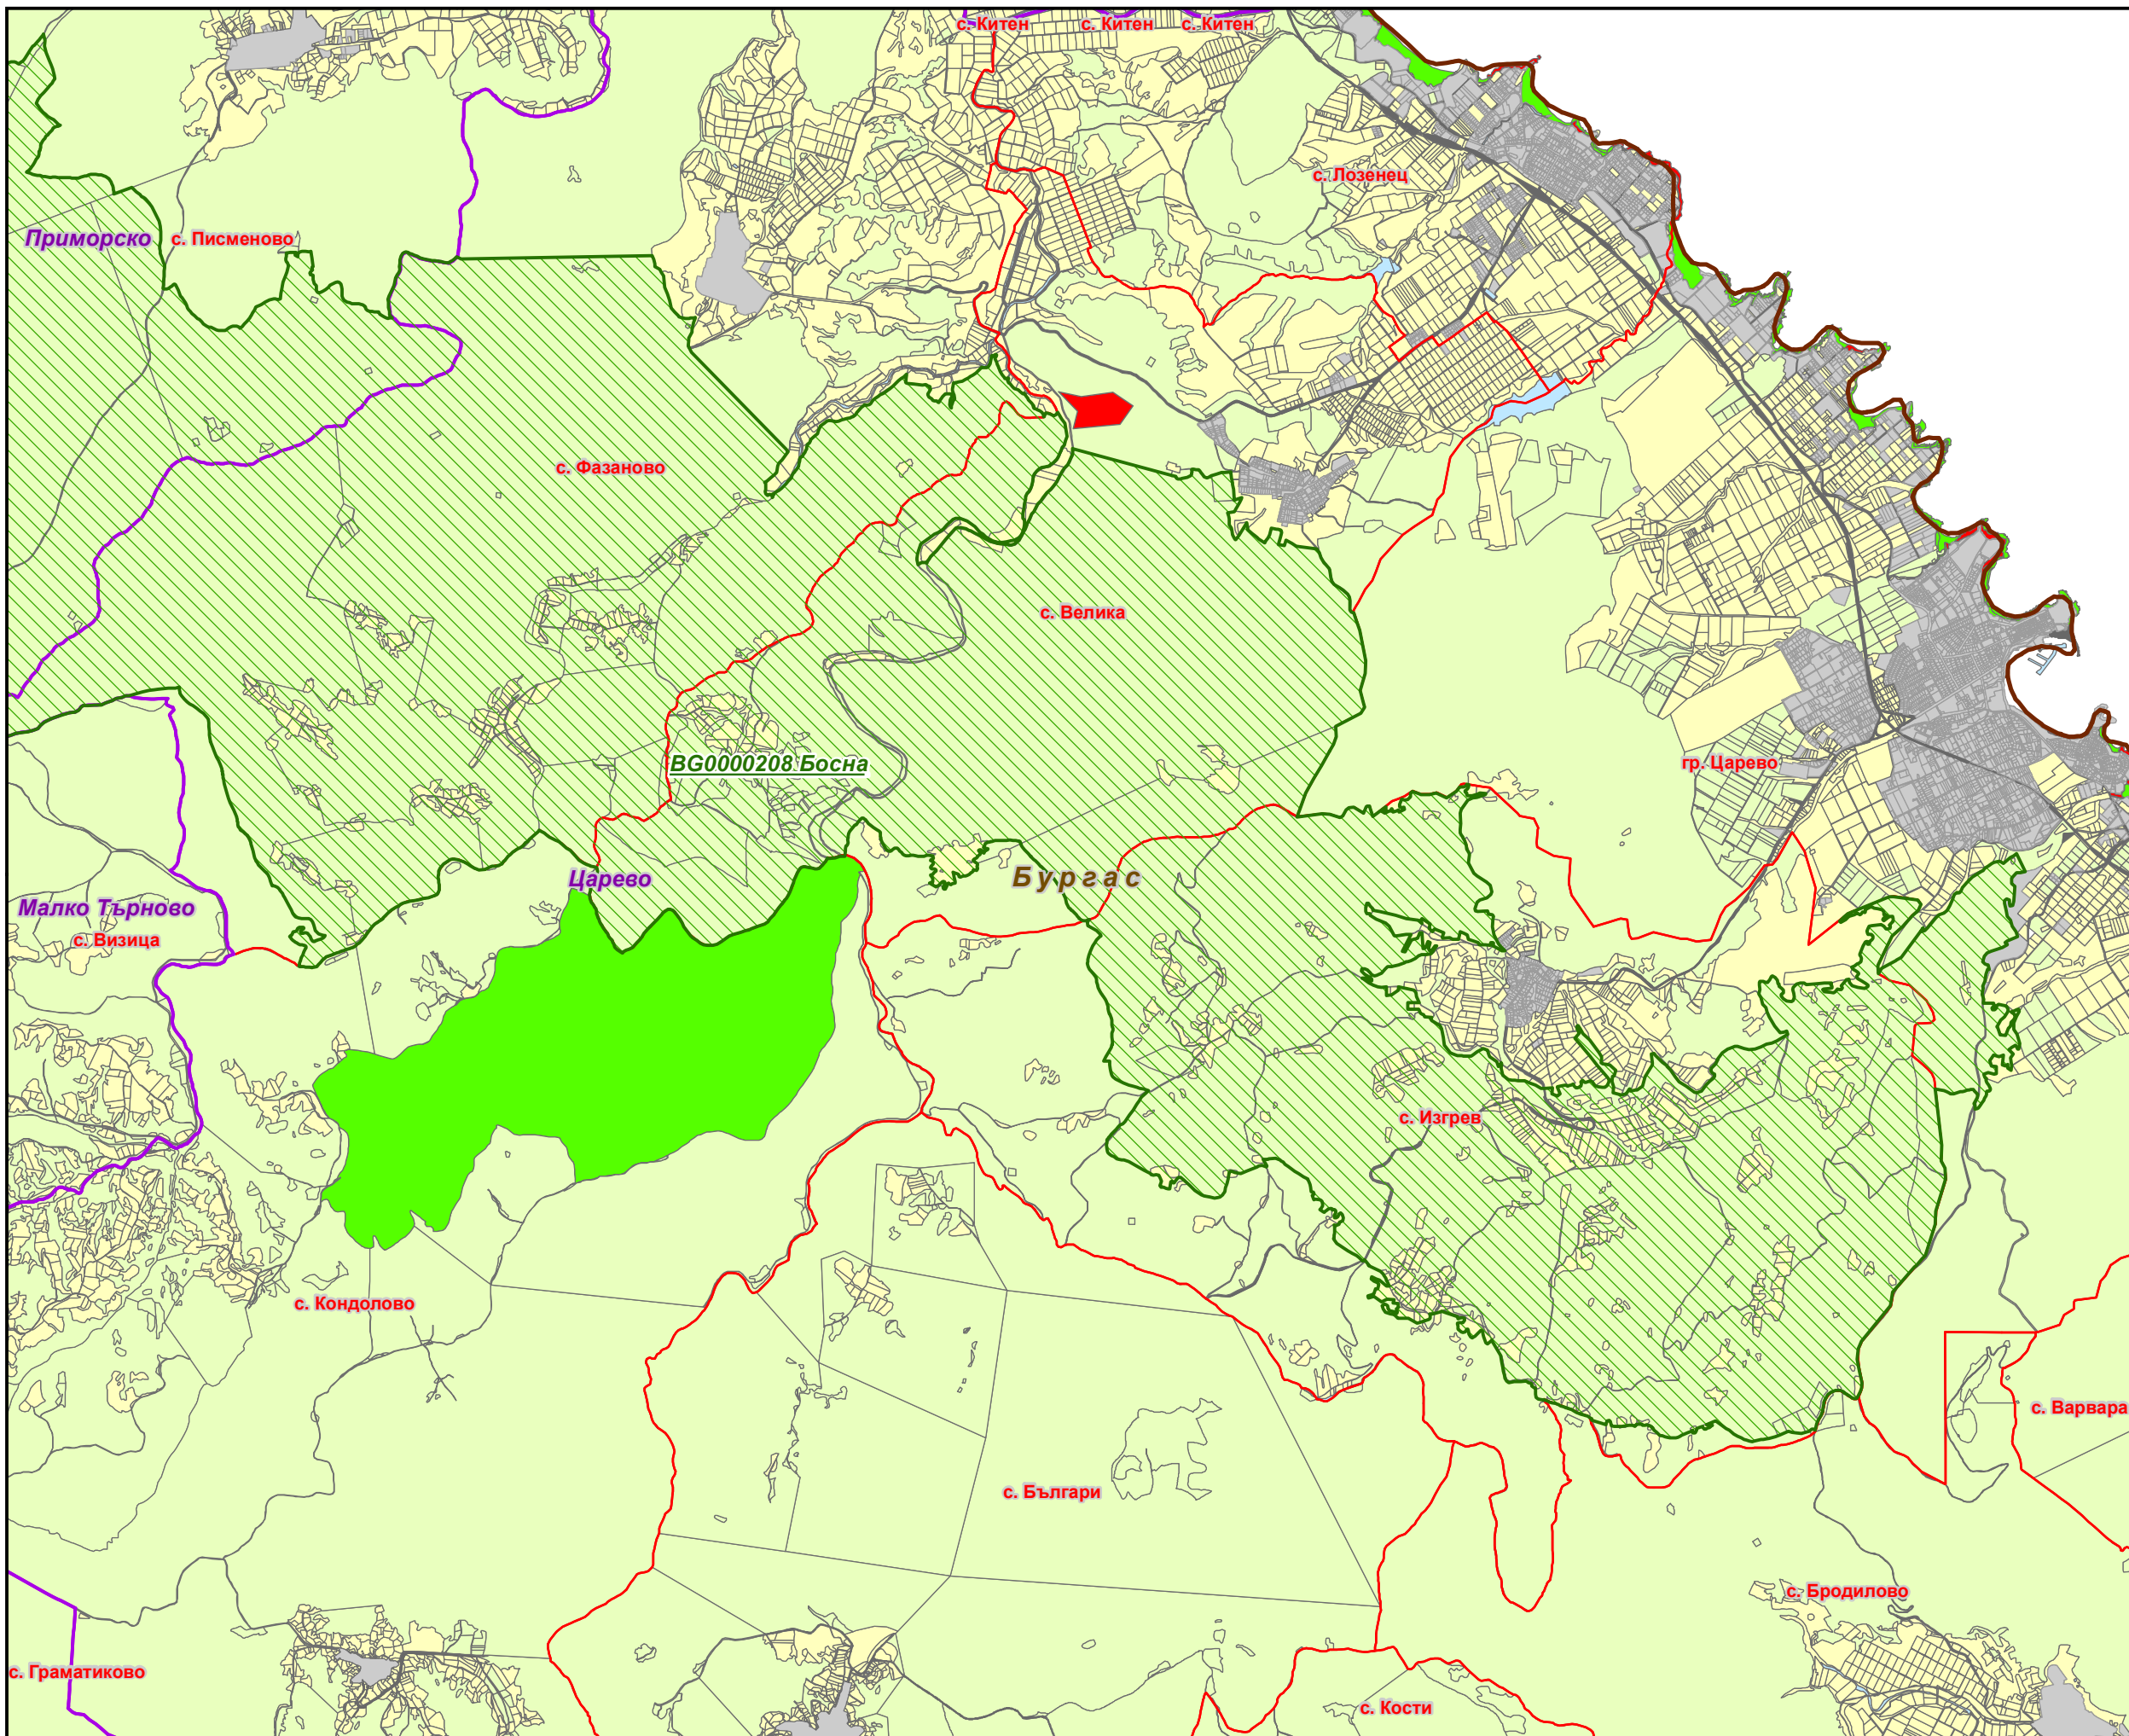 с. Китен
с. Китен
с. Китен
с. Лозенец
Приморско
с. Писменово
с. Фазаново
с. Велика
BG0000208 Босна
гр. Царево
Царево
Бургас
Малко Търново
с. Визица
с. Изгрев
с. Кондолово
с. Варвара
с. Българи
с. Бродилово
с. Граматиково
с. Кости